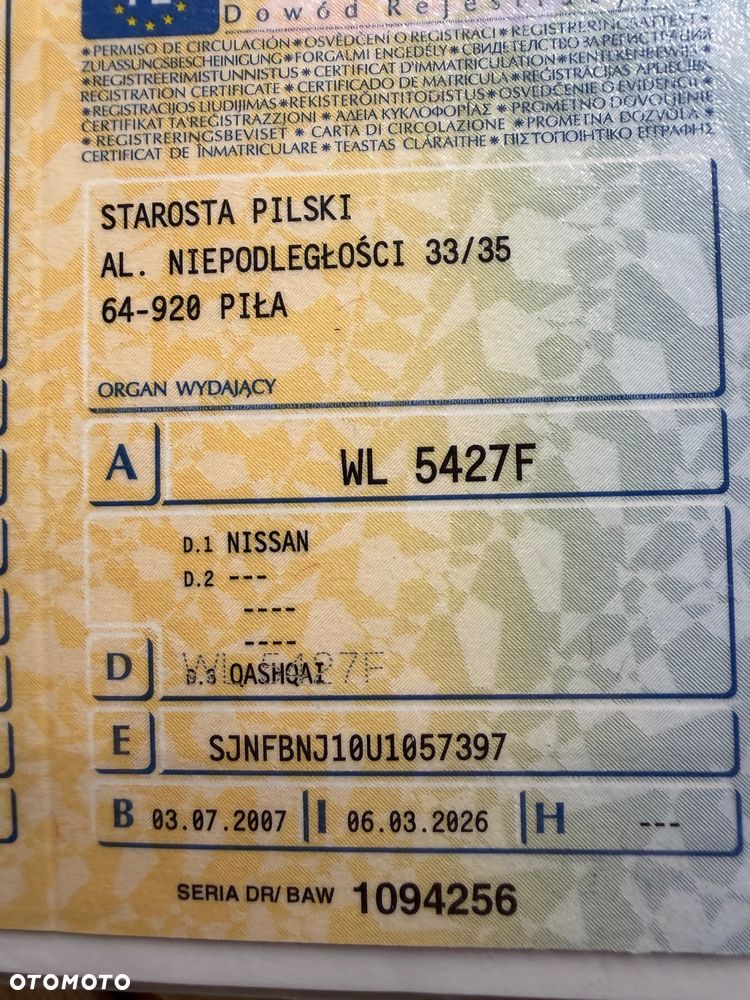 Dowód Rejestracyjny
*PERMISO DE CIRCULACIÓN*OSVĚDČENÍ O REGISTRACI*REGISTRERINGSATTEST*
ZULASSUNGSBESCHEINIGUNG*FORGALMI ENGEDÉLY*СВИДЕТЕЛСТВО ЗА РЕГИСТРАЦИЯ
*REGISTREERIMISTUNNISTUS*CERTIFICAT D'IMMATRICULATION*
REGISTRATION CERTIFICATE*CERTIFICADO DE MATRÍCULA*REGISTRĀCIJAS APLIECĪBA
*REGISTRACIJOS LIUDIJIMAS*REKISTERÖINTITODISTUS*OSVEDČENIE O EVIDENCII*
ĊERTIFIKAT TA'REĠISTRAZZJONI*ΑΔΕΙΑ ΚΥΚΛΟΦΟΡΙΑΣ*PROMETNO DOVOLJENJE
*REGISTRERINGSBEVISET*CARTA DI CIRCOLAZIONE*PROMETNA DOZVOLA*
CERTIFICAT DE ÎNMATRICULARE*TEASTAS CLÁRAITHE*ΠΙΣΤΟΠΟΙΗΤΙΚΟ ΕΓΓΡΑΦΗΣ
STAROSTA PILSKI
AL. NIEPODLEGŁOŚCI 33/35
64-920 PIŁA
ORGAN WYDAJĄCY
A WL 5427F
D.1 NISSAN
D.2 ---
----
----
WL 5427F
D D.3 QASHQAI
E SJNFBNJ10U1057397
B 03.07.2007 I 06.03.2026 H ---
SERIA DR/BAW 1094256
OTOMOTO